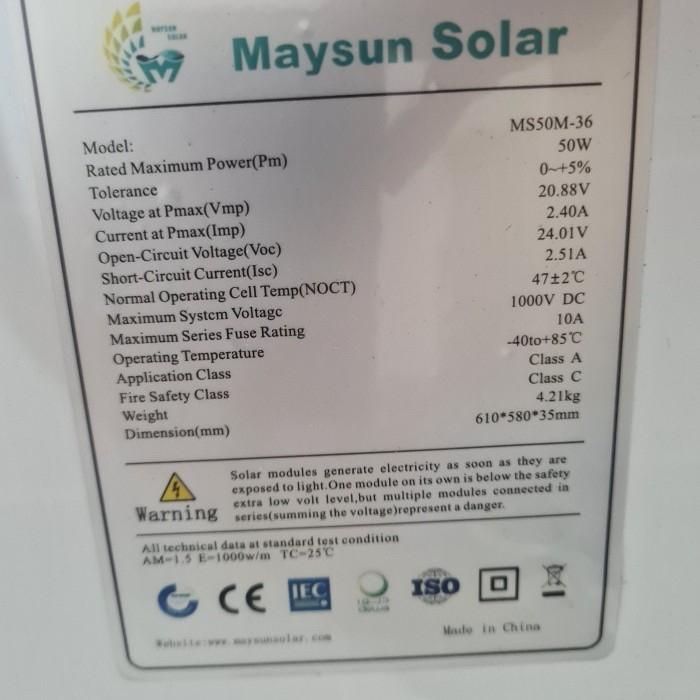 MAYSUN
SOLAR
Maysun Solar
Model: MS50M-36
Rated Maximum Power(Pm) 50W
Tolerance 0~+5%
Voltage at Pmax(Vmp) 20.88V
Current at Pmax(Imp) 2.40A
Open-Circuit Voltage(Voc) 24.01V
Short-Circuit Current(Isc) 2.51A
Normal Operating Cell Temp(NOCT) 47±2℃
Maximum System Voltage 1000V DC
Maximum Series Fuse Rating 10A
Operating Temperature -40to+85℃
Application Class Class A
Fire Safety Class Class C
Weight 4.21kg
Dimension(mm) 610*580*35mm
Warning
Solar modules generate electricity as soon as they are
exposed to light.One module on its own is below the safety
extra low volt level,but multiple modules connected in
series(summing the voltage)represent a danger.
All technical data at standard test condition
AM=1.5 E=1000w/m TC=25℃
CE
IEC
ISO
Website:www.maysunsolar.com
Made in China